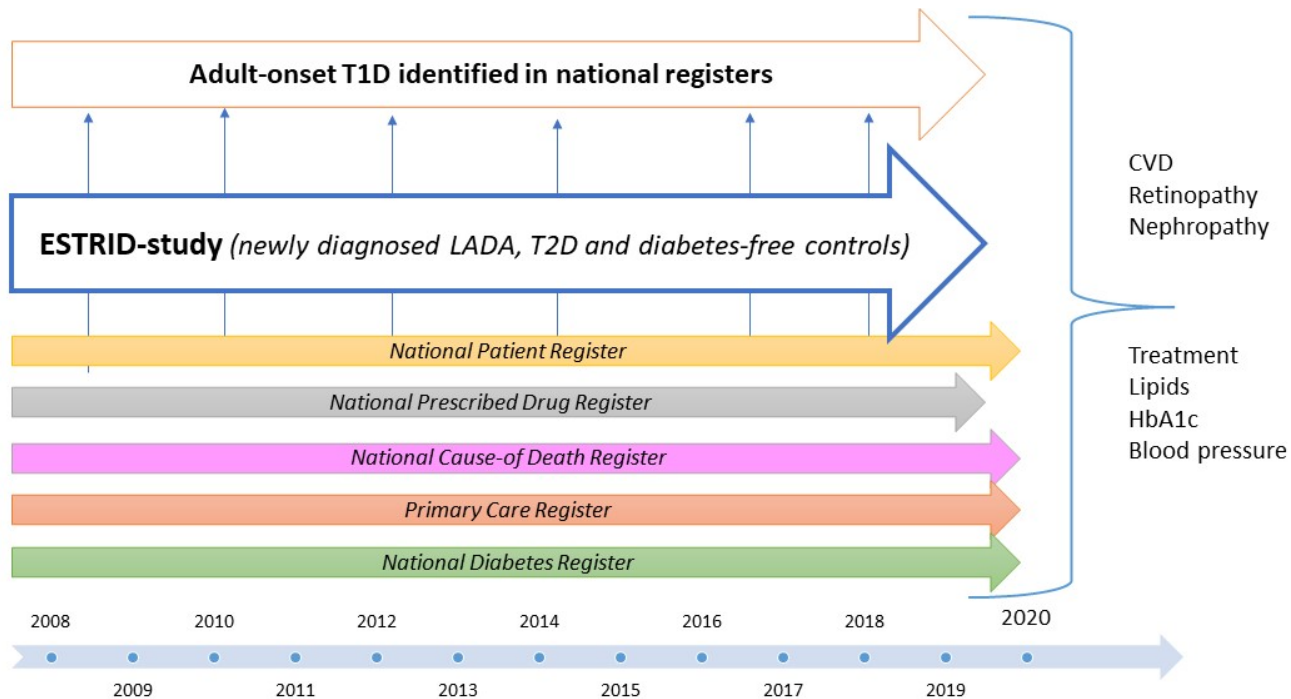 Adult-onset T1D identified in national registers
ESTRID-study (newly diagnosed LADA, T2D and diabetes-free controls)
National Patient Register
National Prescribed Drug Register
National Cause-of Death Register
Primary Care Register
National Diabetes Register
CVD
Retinopathy
Nephropathy
Treatment
Lipids
HbA1c
Blood pressure
2008 2010 2012 2014 2016 2018 2020
2009 2011 2013 2015 2017 2019